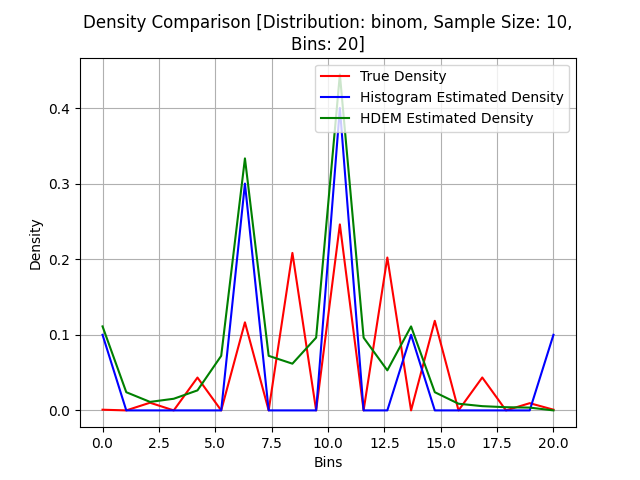 Density Comparison [Distribution: binom, Sample Size: 10,
Bins: 20]
True Density
Histogram Estimated Density
HDEM Estimated Density
Density
0.4
0.3
0.2
0.1
0.0
0.0 2.5 5.0 7.5 10.0 12.5 15.0 17.5 20.0
Bins